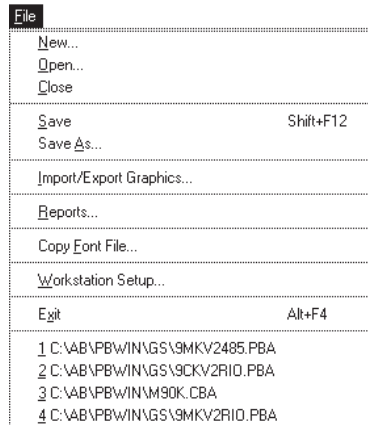 File
New...
Open...
Close
Save Shift+F12
Save As...
Import/Export Graphics...
Reports...
Copy Font File...
Workstation Setup...
Exit Alt+F4
1 C:\AB\PBWIN\GS\9MKV2485.PBA
2 C:\AB\PBWIN\GS\9CKV2RIO.PBA
3 C:\AB\PBWIN\M90K.CBA
4 C:\AB\PBWIN\GS\9MKV2RIO.PBA